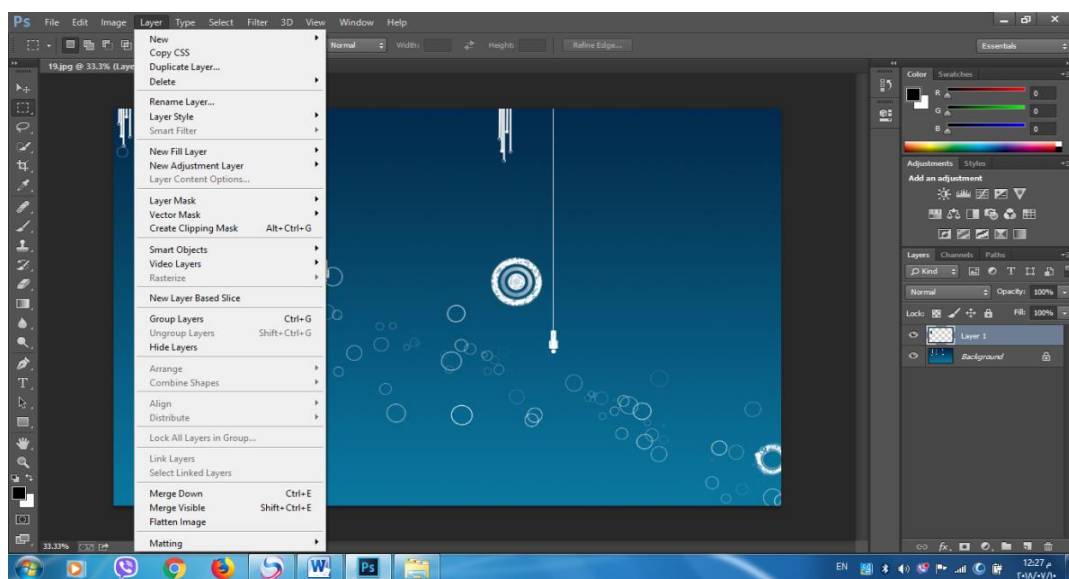 Ps File Edit Image Layer Type Select Filter 3D View Window Help
Normal Width: Height: Refine Edge... Essentials
19.jpg @ 33.3% (Laye
New
Copy CSS
Duplicate Layer...
Delete
Rename Layer...
Layer Style
Smart Filter
New Fill Layer
New Adjustment Layer
Layer Content Options...
Layer Mask
Vector Mask
Create Clipping Mask Alt+Ctrl+G
Smart Objects
Video Layers
Rasterize
New Layer Based Slice
Group Layers Ctrl+G
Ungroup Layers Shift+Ctrl+G
Hide Layers
Arrange
Combine Shapes
Align
Distribute
Lock All Layers in Group...
Link Layers
Select Linked Layers
Merge Down Ctrl+E
Merge Visible Shift+Ctrl+E
Flatten Image
Matting
Color Swatches
R 0
G 0
B 0
Adjustments Styles
Add an adjustment
Layers Channels Paths
Kind
Normal Opacity: 100%
Lock: Fill: 100%
Layer 1
Background
fx
33.33%
W Ps EN 12:27 م
٢٠١٨/٠٧/١٠